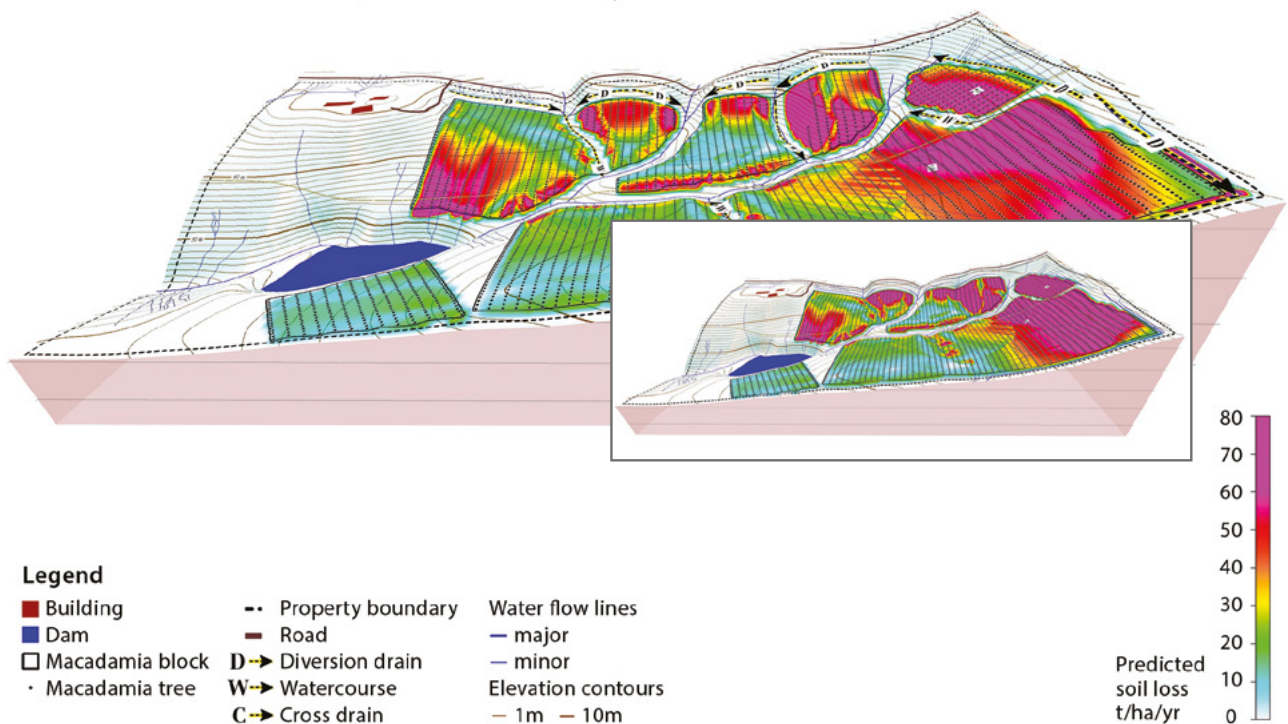 D
D
D
D
D
D
D
W
W
W
Legend
Building
Dam
Macadamia block
Macadamia tree
Property boundary
Road
D Diversion drain
W Watercourse
C Cross drain
Water flow lines
major
minor
Elevation contours
1m 10m
80
70
60
50
40
30
20
10
0
Predicted
soil loss
t/ha/yr